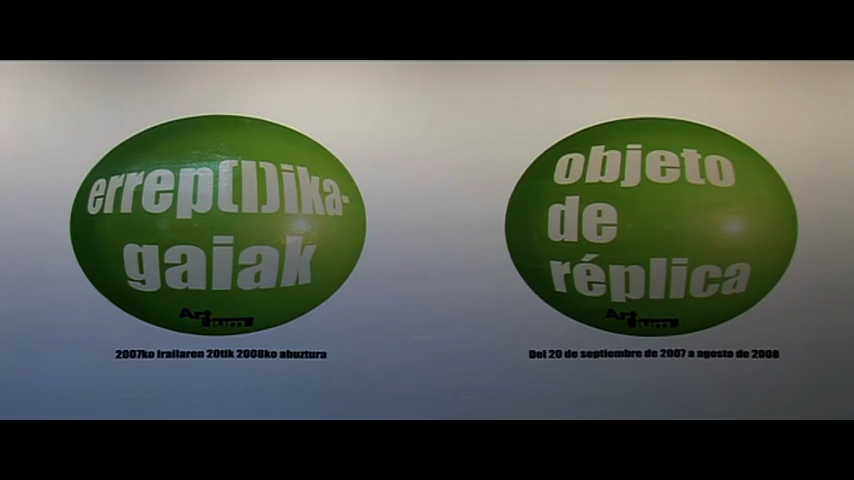 errep(l)ika-
gaiak
Artium
2007ko irailaren 20tik 2008ko abuztura
objeto
de
réplica
Artium
Del 20 de septiembre de 2007 a agosto de 2008